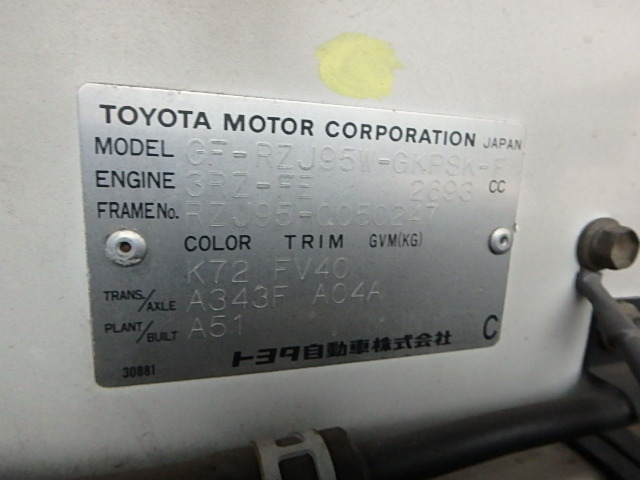 TOYOTA MOTOR CORPORATION JAPAN
MODEL GF-RZJ95W-GKPSK-F
ENGINE 3RZ-FE 2693 CC
FRAME No. RZJ95-0050247
COLOR TRIM GVM(KG)
K72 FV40
TRANS/AXLE A343F A04A
PLANT/BUILT A51
トヨタ自動車株式会社 C
30881